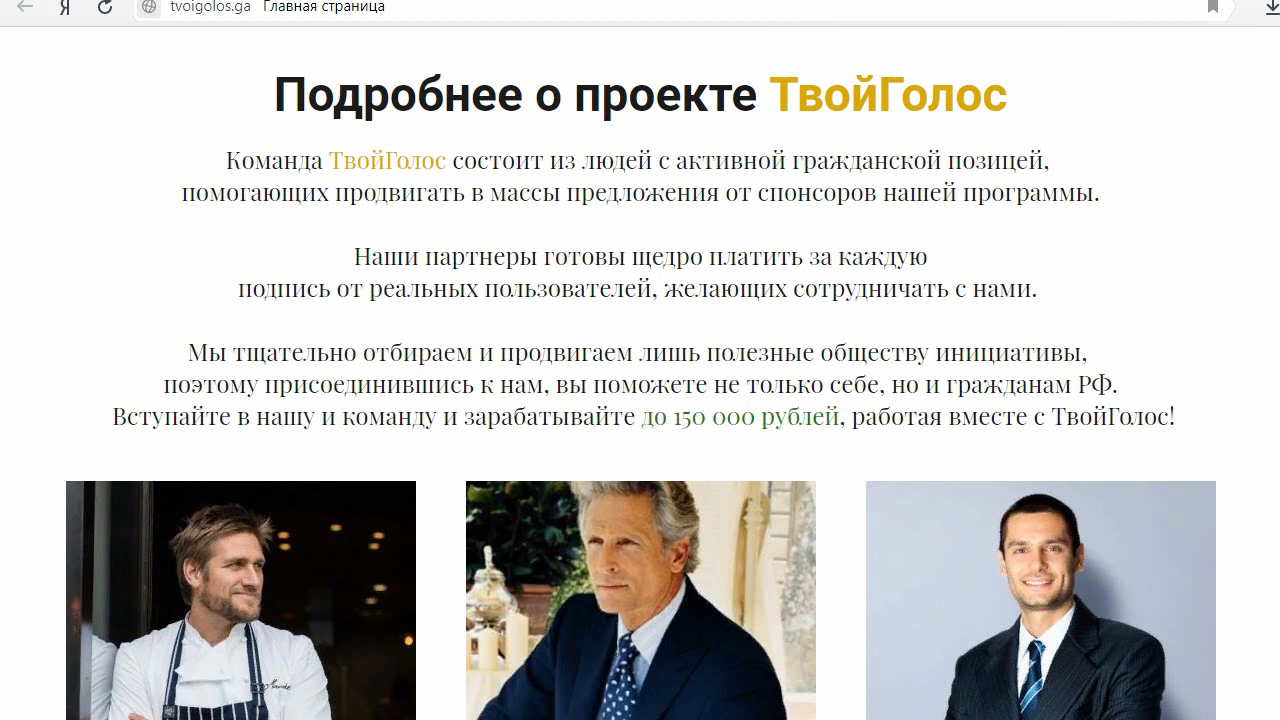 tvoigolos.ga Главная страница
Подробнее о проекте ТвойГолос
Команда ТвойГолос состоит из людей с активной гражданской позицей,
помогающих продвигать в массы предложения от спонсоров нашей программы.
Наши партнеры готовы щедро платить за каждую
подпись от реальных пользователей, желающих сотрудничать с нами.
Мы тщательно отбираем и продвигаем лишь полезные обществу инициативы,
поэтому присоединившись к нам, вы поможете не только себе, но и гражданам РФ.
Вступайте в нашу и команду и зарабатывайте до 150 000 рублей, работая вместе с ТвойГолос!